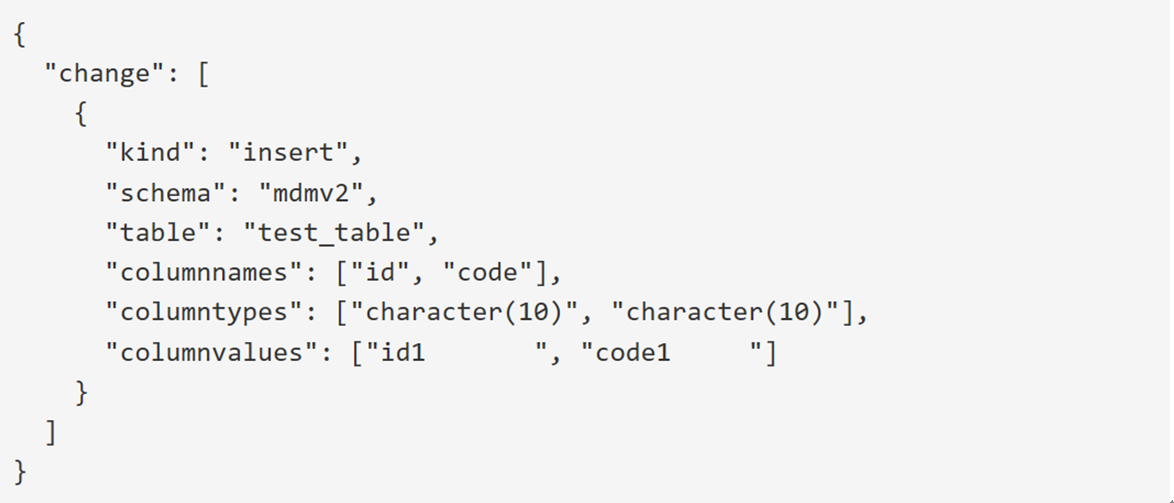 {
  "change": [
    {
      "kind": "insert",
      "schema": "mdmv2",
      "table": "test_table",
      "columnnames": ["id", "code"],
      "columntypes": ["character(10)", "character(10)"],
      "columnvalues": ["id1       ", "code1     "]
    }
  ]
}